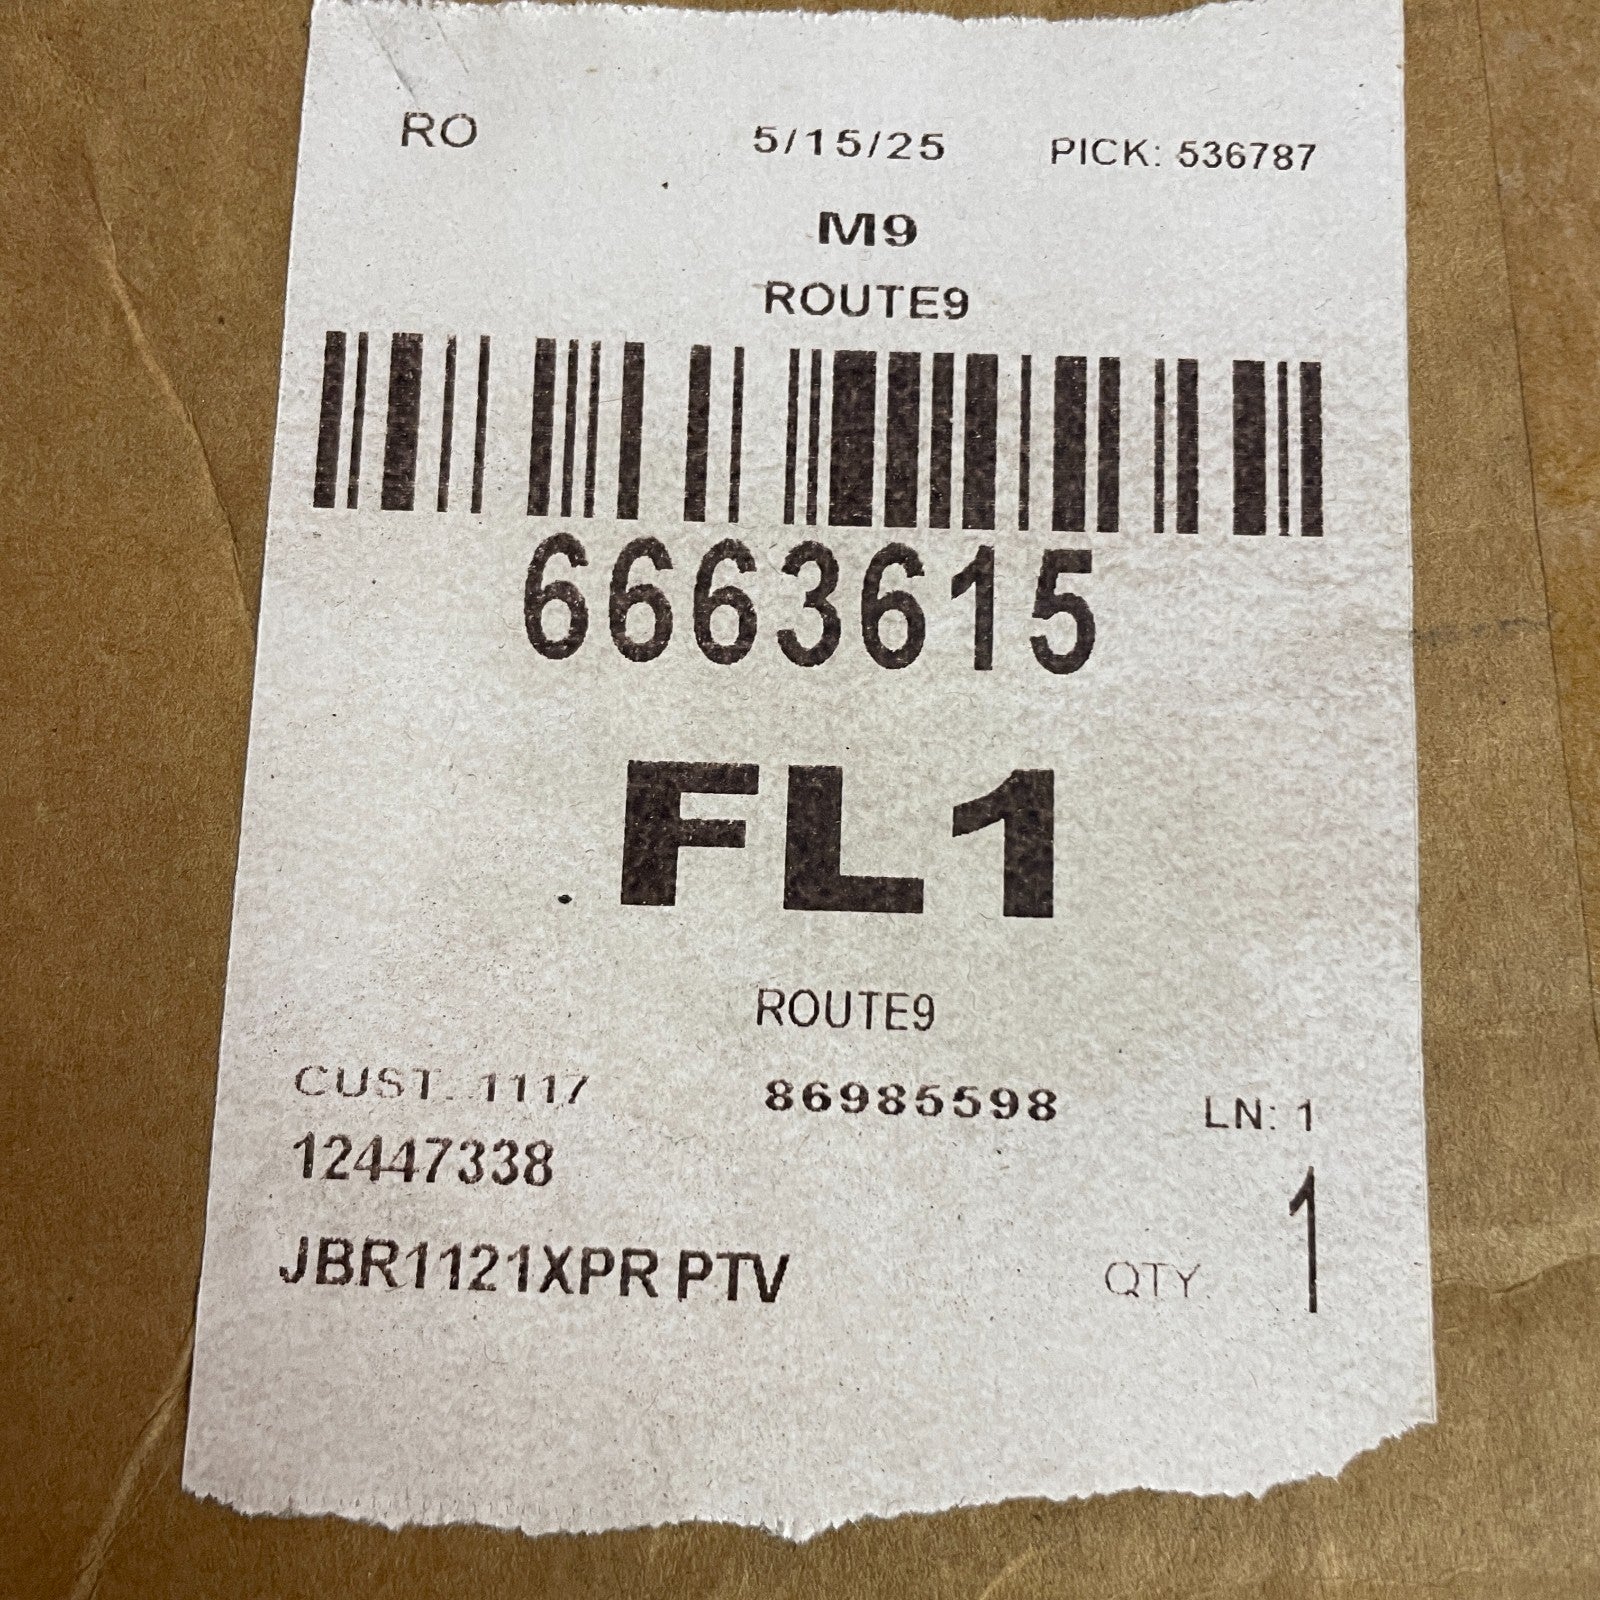 RO 5/15/25 PICK: 536787
M9
ROUTE9
6663615
FL1
ROUTE9
CUST: 1117 86985598 LN: 1
12447338
JBR1121XPR PTV QTY. 1